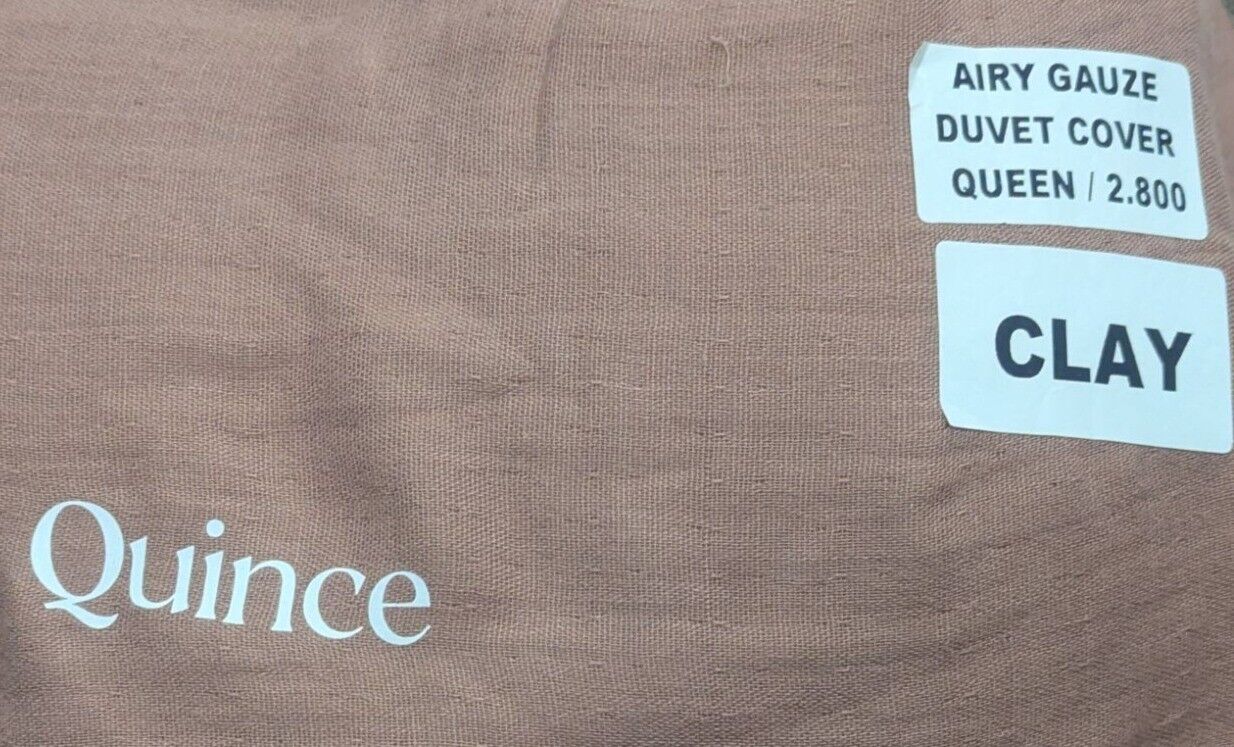 AIRY GAUZE
DUVET COVER
QUEEN / 2.800
CLAY
Quince